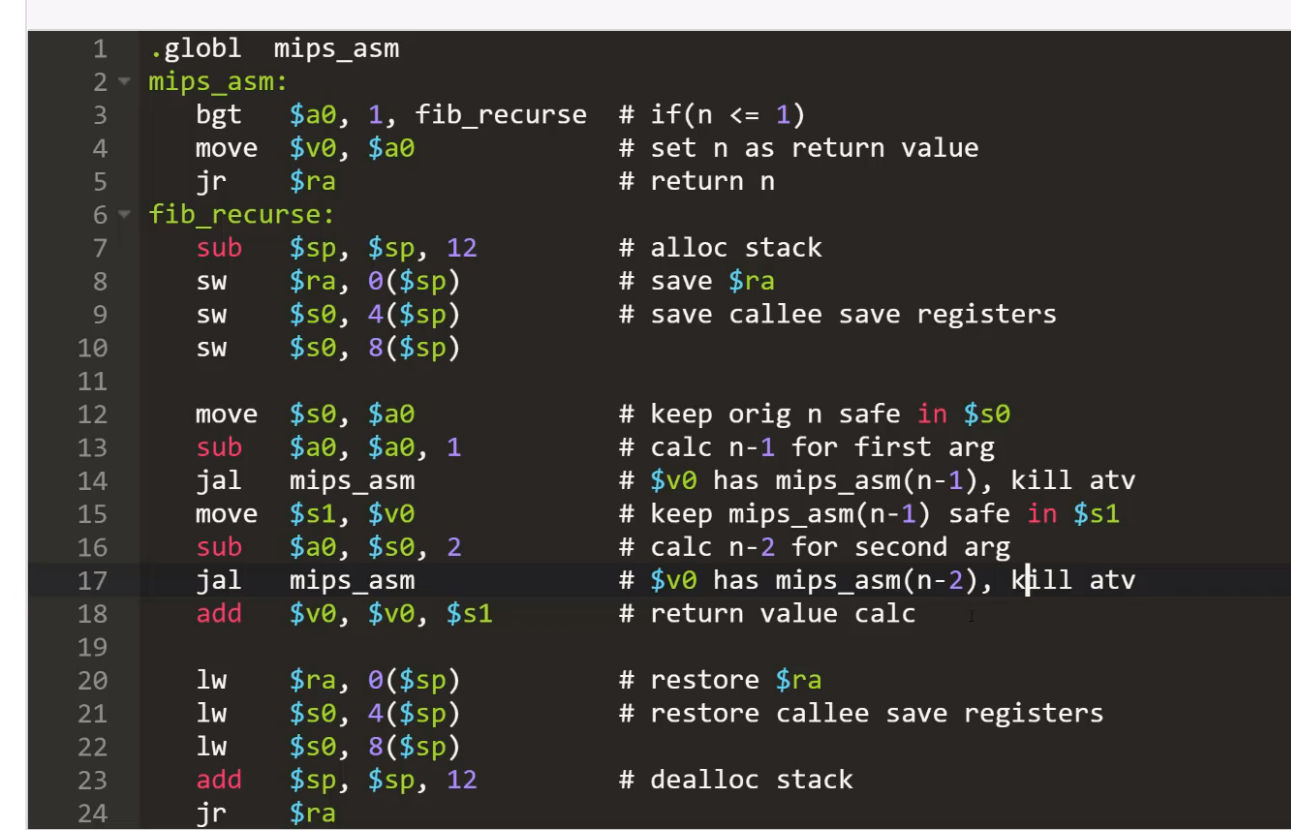 1 .globl mips_asm
2 mips_asm:
3 bgt $a0, 1, fib_recurse # if(n <= 1)
4 move $v0, $a0 # set n as return value
5 jr $ra # return n
6 fib_recurse:
7 sub $sp, $sp, 12 # alloc stack
8 sw $ra, 0($sp) # save $ra
9 sw $s0, 4($sp) # save callee save registers
10 sw $s0, 8($sp)
11
12 move $s0, $a0 # keep orig n safe in $s0
13 sub $a0, $a0, 1 # calc n-1 for first arg
14 jal mips_asm # $v0 has mips_asm(n-1), kill atv
15 move $s1, $v0 # keep mips_asm(n-1) safe in $s1
16 sub $a0, $s0, 2 # calc n-2 for second arg
17 jal mips_asm # $v0 has mips_asm(n-2), kill atv
18 add $v0, $v0, $s1 # return value calc
19
20 lw $ra, 0($sp) # restore $ra
21 lw $s0, 4($sp) # restore callee save registers
22 lw $s0, 8($sp)
23 add $sp, $sp, 12 # dealloc stack
24 jr $ra